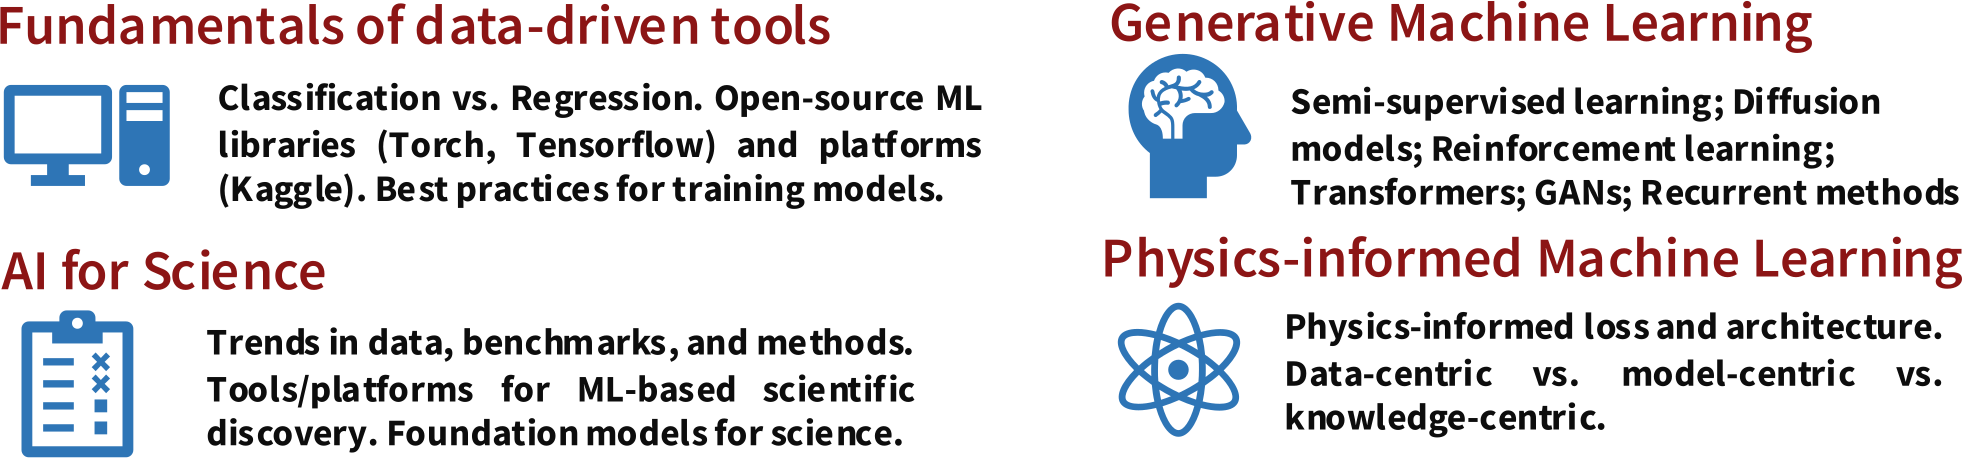 Fundamentals of data-driven tools
Classification vs. Regression. Open-source ML
libraries (Torch, Tensorflow) and platforms
(Kaggle). Best practices for training models.
Generative Machine Learning
Semi-supervised learning; Diffusion
models; Reinforcement learning;
Transformers; GANs; Recurrent methods
AI for Science
Trends in data, benchmarks, and methods.
Tools/platforms for ML-based scientific
discovery. Foundation models for science.
Physics-informed Machine Learning
Physics-informed loss and architecture.
Data-centric vs. model-centric vs.
knowledge-centric.